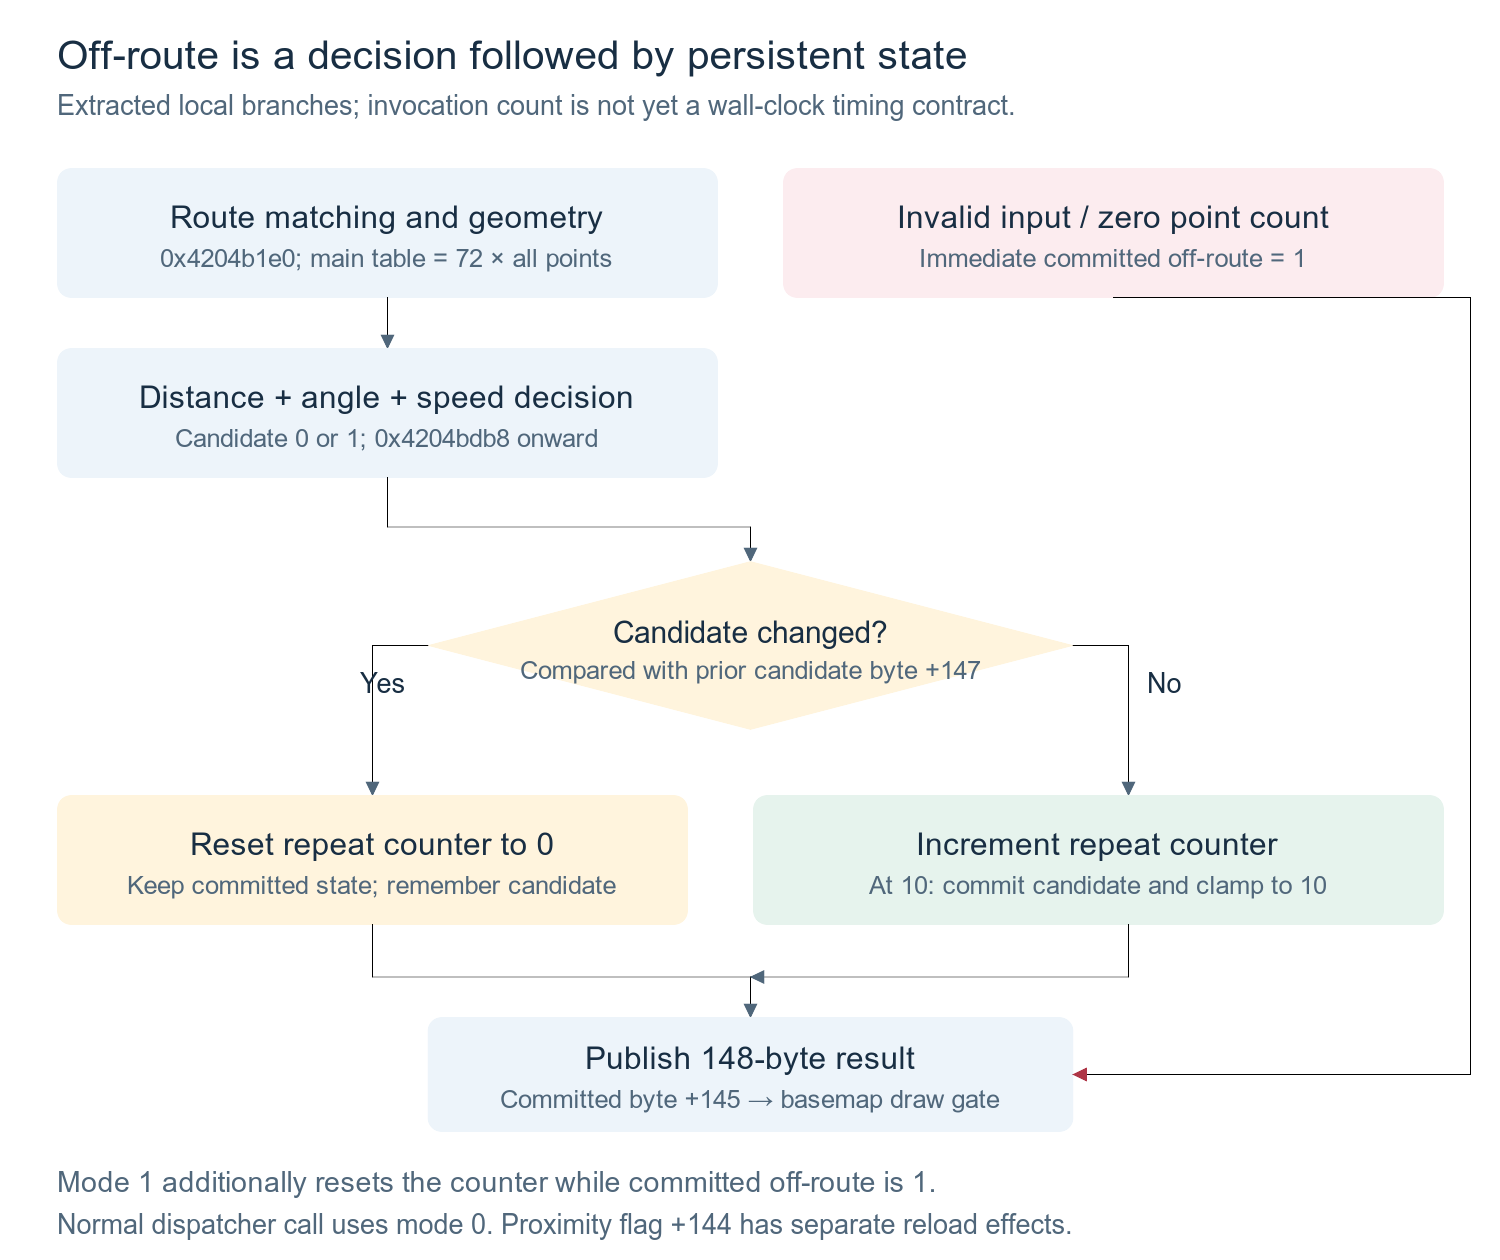 Off-route is a decision followed by persistent state
Extracted local branches; invocation count is not yet a wall-clock timing contract.
Route matching and geometry
0x4204b1e0; main table = 72 × all points
Invalid input / zero point count
Immediate committed off-route = 1
Distance + angle + speed decision
Candidate 0 or 1; 0x4204bdb8 onward
Candidate changed?
Compared with prior candidate byte +147
Yes
No
Reset repeat counter to 0
Keep committed state; remember candidate
Increment repeat counter
At 10: commit candidate and clamp to 10
Publish 148-byte result
Committed byte +145 → basemap draw gate
Mode 1 additionally resets the counter while committed off-route is 1.
Normal dispatcher call uses mode 0. Proximity flag +144 has separate reload effects.